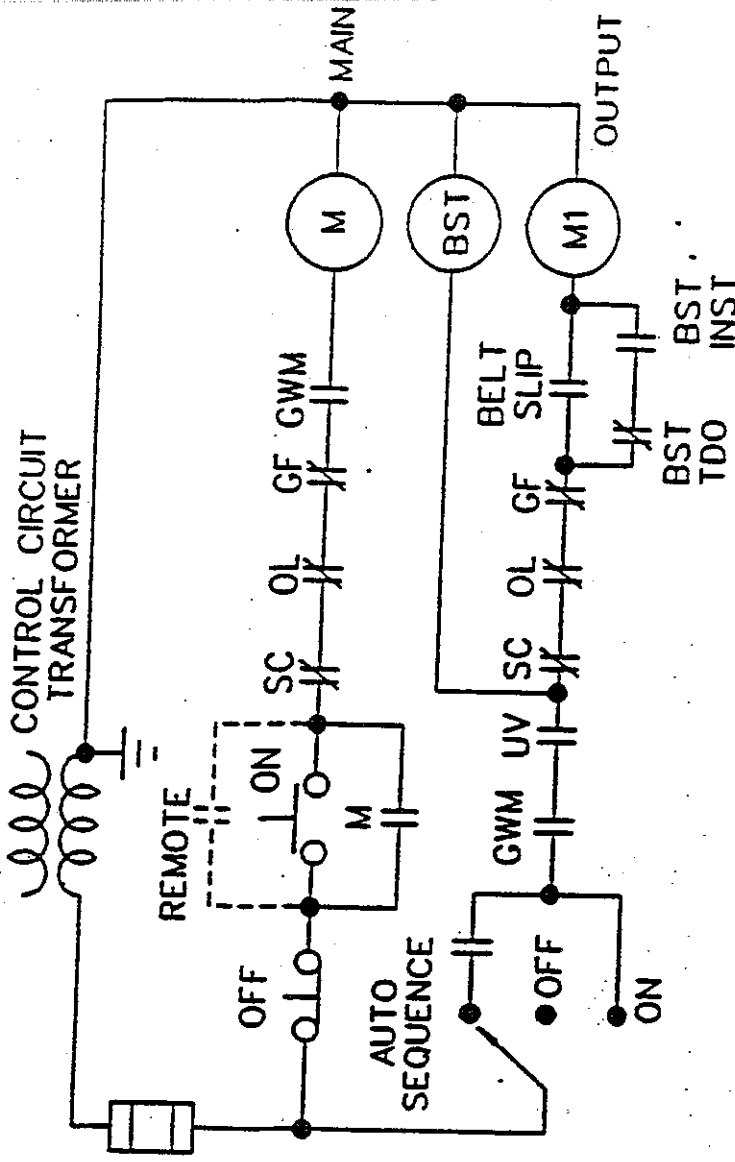 CONTROL CIRCUIT
TRANSFORMER
REMOTE
OFF
ON
M
SC
OL
GF
GWM
M
MAIN
BST
AUTO
SEQUENCE
OFF
ON
GWM
UV
SC
OL
GF
BELT
SLIP
BST
TDO
BST
INST
M1
OUTPUT